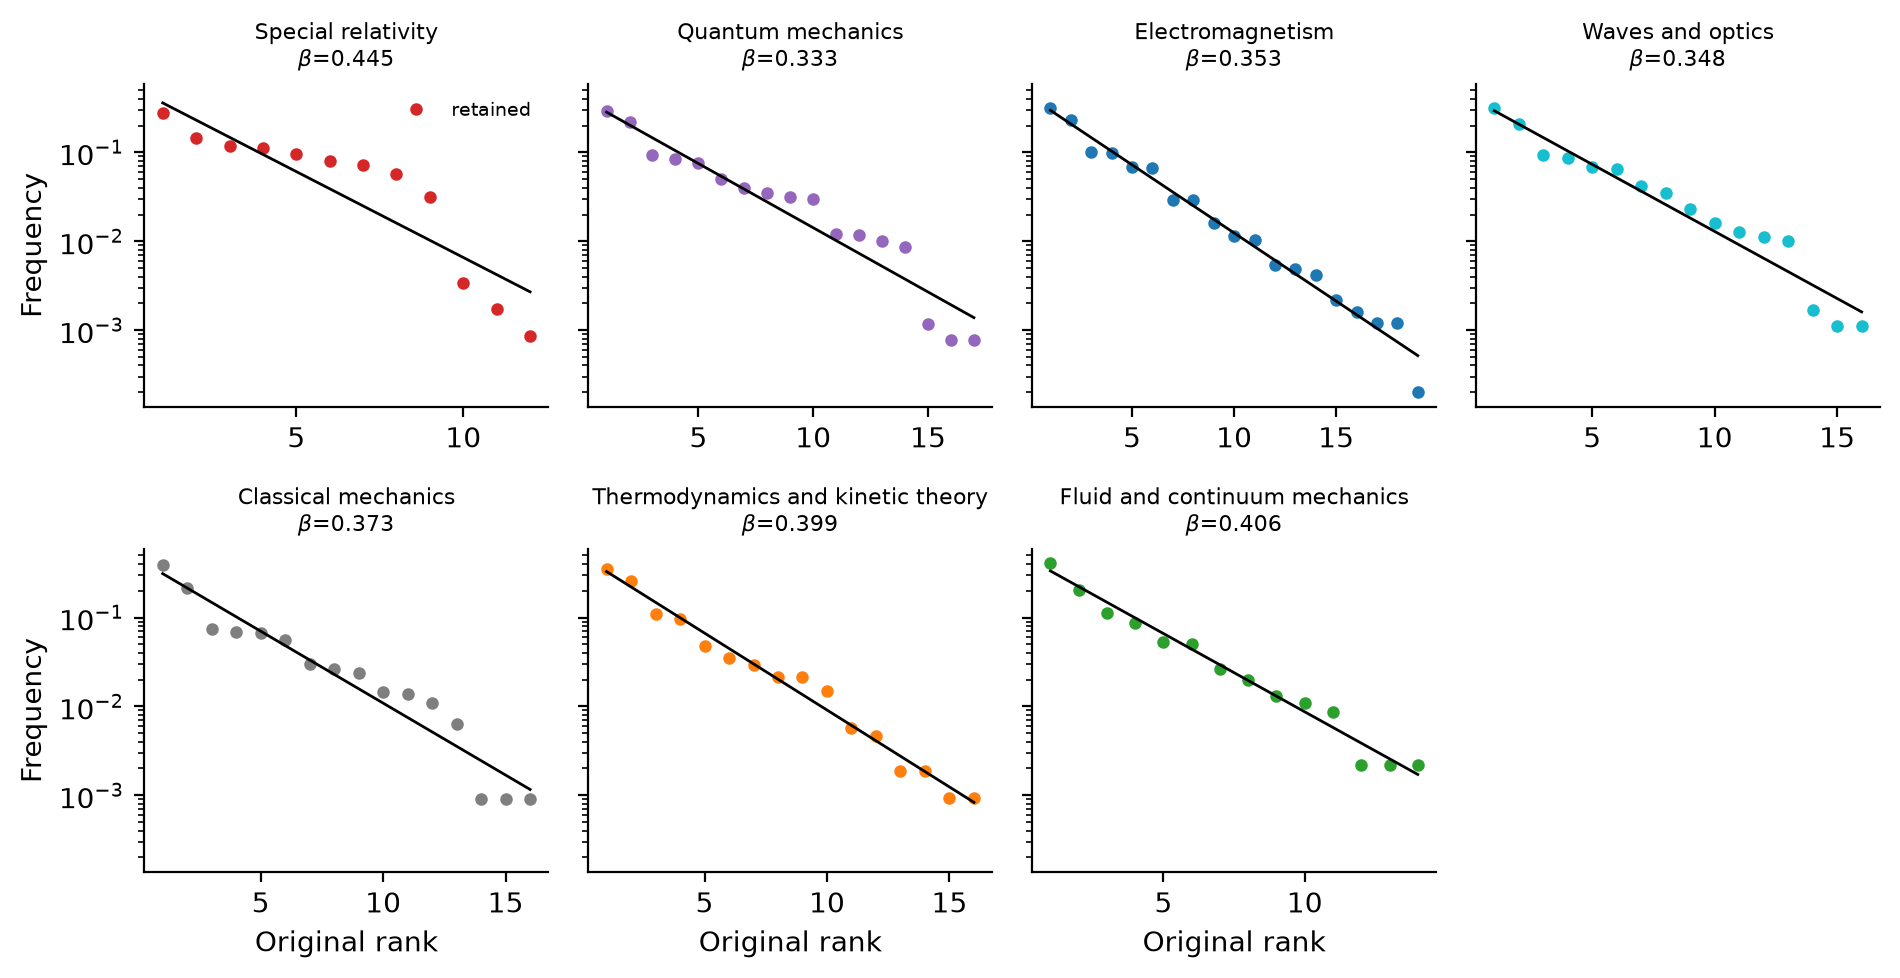 Special relativity
β=0.445
Quantum mechanics
β=0.333
Electromagnetism
β=0.353
Waves and optics
β=0.348
retained
Frequency
10⁻¹
10⁻²
10⁻³
5 10
5 10 15
5 10 15
5 10 15
Classical mechanics
β=0.373
Thermodynamics and kinetic theory
β=0.399
Fluid and continuum mechanics
β=0.406
Frequency
10⁻¹
10⁻²
10⁻³
5 10 15
5 10 15
5 10
Original rank
Original rank
Original rank